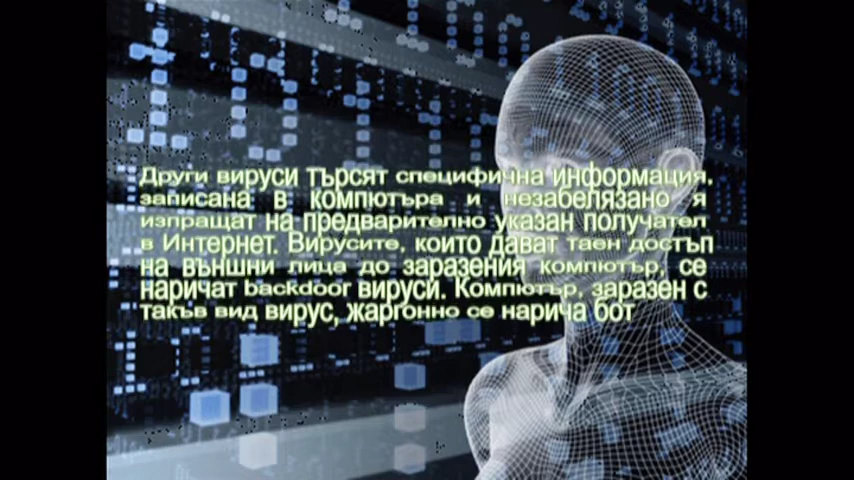 Други вируси търсят специфична информация,
записана в компютъра и незабелязано я
изпращат на предварително указан получател
в Интернет. Вирусите, които дават таен достъп
на външни лица до заразения компютър, се
наричат backdoor вируси. Компютър, заразен с
такъв вид вирус, жаргонно се нарича бот